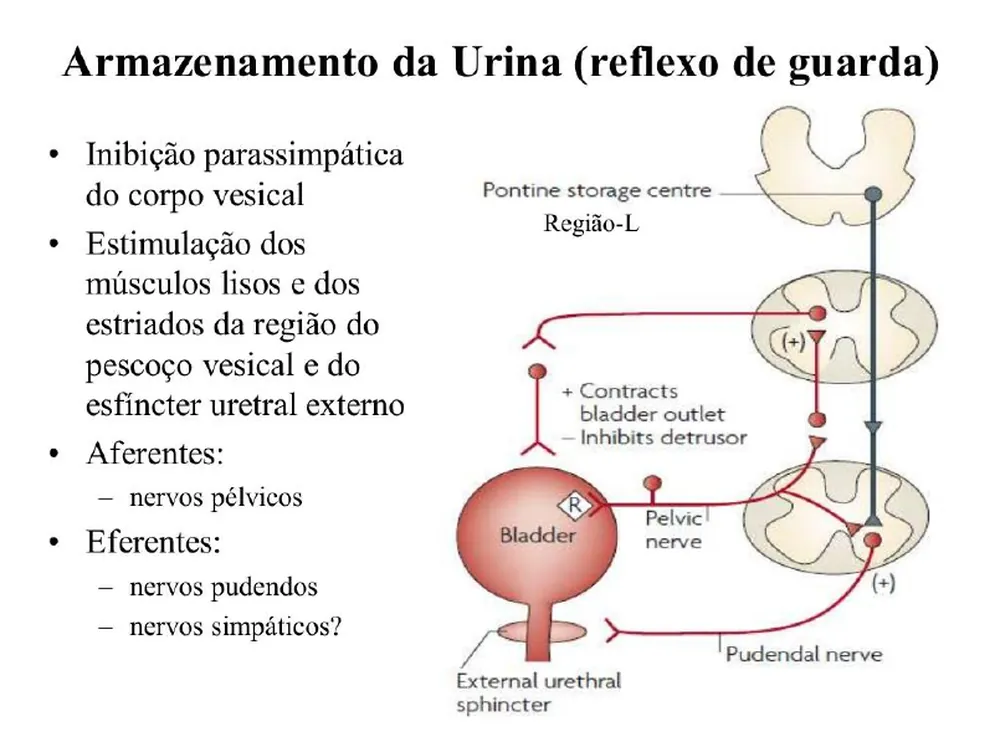 Armazenamento da Urina (reflexo de guarda)
• Inibição parassimpática
do corpo vesical
• Estimulação dos
músculos lisos e dos
estriados da região do
pescoço vesical e do
esfíncter uretral externo
• Aferentes:
– nervos pélvicos
• Eferentes:
– nervos pudendos
– nervos simpáticos?
Pontine storage centre
Região-L
(+)
+ Contracts
bladder outlet
– Inhibits detrusor
R
Bladder
Pelvic
nerve
(+)
Pudendal nerve
External urethral
sphincter